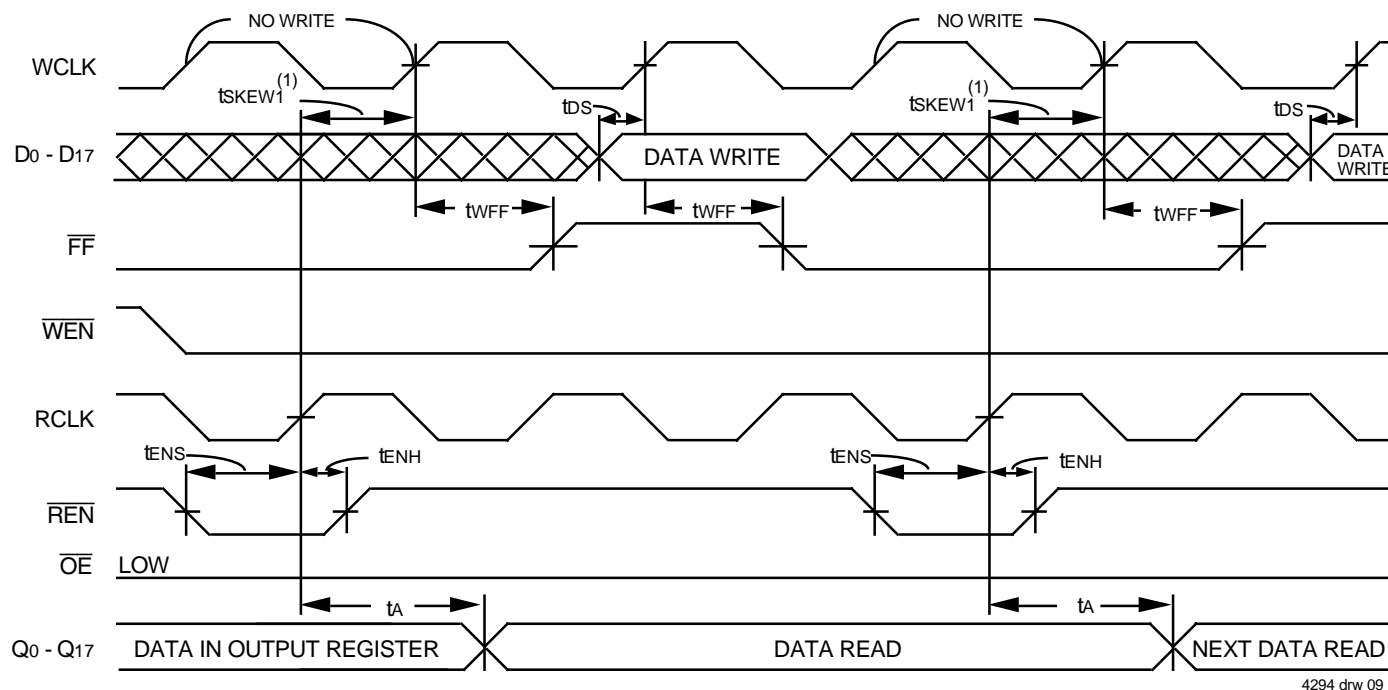 NO WRITE
NO WRITE
WCLK
tSKEW1(1)
tDS
tSKEW1(1)
tDS
D0 - D17
DATA WRITE
DATA
WRITE
tWFF
tWFF
tWFF
FF
WEN
RCLK
tENS
tENH
tENS
tENH
REN
OE
LOW
tA
tA
Q0 - Q17
DATA IN OUTPUT REGISTER
DATA READ
NEXT DATA READ
4294 drw 09